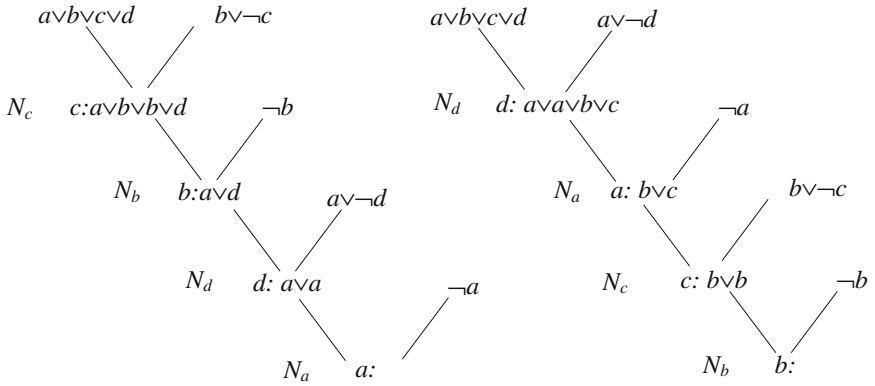 a∨b∨c∨d b∨¬c a∨b∨c∨d a∨¬d
N_c c:a∨b∨b∨d ¬b N_d d: a∨a∨b∨c ¬a
N_b b:a∨d a∨¬d N_a a: b∨c b∨¬c
N_d d: a∨a ¬a N_c c: b∨b ¬b
N_a a: N_b b: